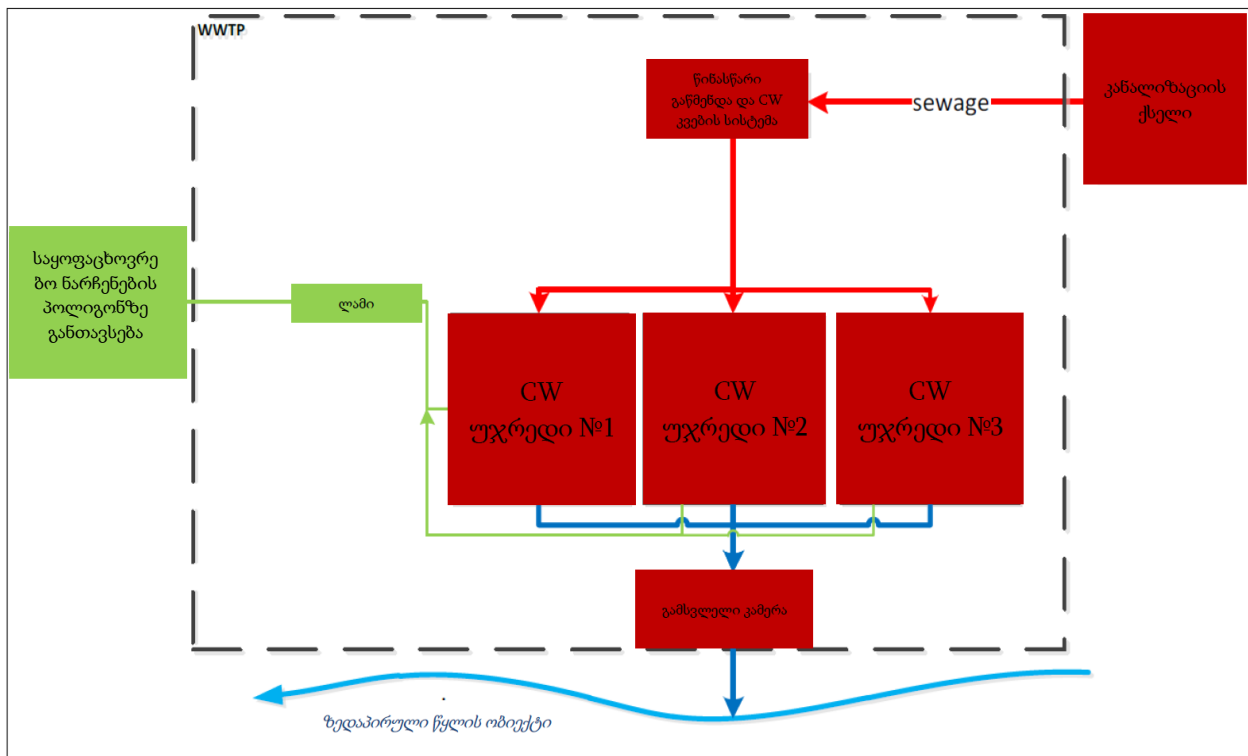 WWTP
წინასწარი
გაწმენდა და CW
კვების სისტემა
sewage
კანალიზაციის
ქსელი
საყოფაცხოვრე
ბო ნარჩენების
პოლიგონზე
განთავსება
ლამი
CW
უჯრედი №1
CW
უჯრედი №2
CW
უჯრედი №3
გამსვლელი კამერა
ზედაპირული წყლის ობიექტი